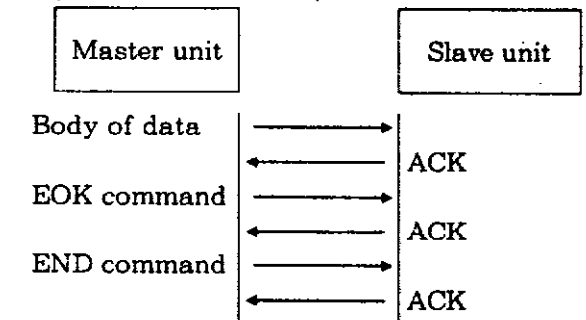 Master unit
Slave unit
Body of data
ACK
EOK command
ACK
END command
ACK